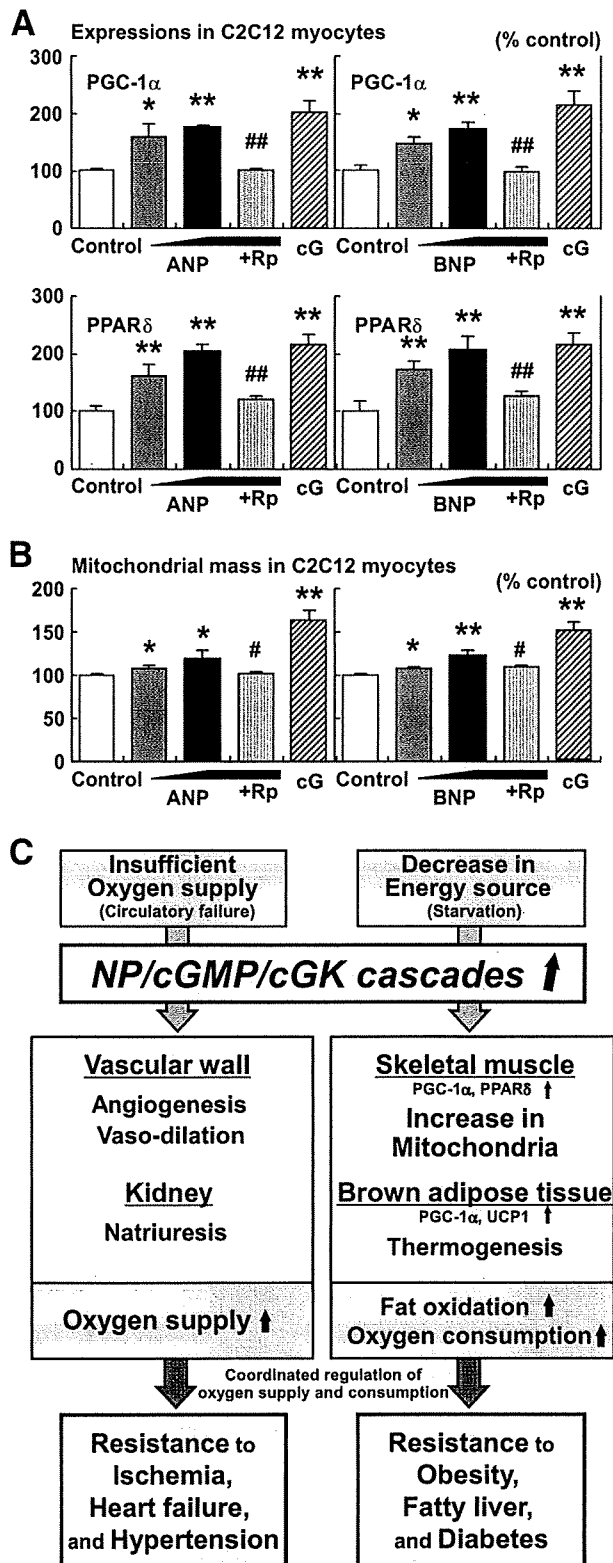 A
Expressions in C2C12 myocytes
(% control)
300
200
100
0
PGC-1α
*
**
##
**
PGC-1α
*
**
##
**
Control
ANP
+Rp
cG
Control
BNP
+Rp
cG
300
200
100
0
PPARδ
**
**
##
**
PPARδ
**
**
##
**
Control
ANP
+Rp
cG
Control
BNP
+Rp
cG
B
Mitochondrial mass in C2C12 myocytes
(% control)
200
150
100
50
0
*
*
#
**
*
**
#
**
Control
ANP
+Rp
cG
Control
BNP
+Rp
cG
C
Insufficient
Oxygen supply
(Circulatory failure)
Decrease in
Energy source
(Starvation)
NP/cGMP/cGK cascades
Vascular wall
Angiogenesis
Vaso-dilation
Kidney
Natriuresis
Oxygen supply
Skeletal muscle
PGC-1α, PPARδ
Increase in
Mitochondria
Brown adipose tissue
PGC-1α, UCP1
Thermogenesis
Fat oxidation
Oxygen consumption
Coordinated regulation of
oxygen supply and consumption
Resistance to
Ischemia,
Heart failure,
and Hypertension
Resistance to
Obesity,
Fatty liver,
and Diabetes